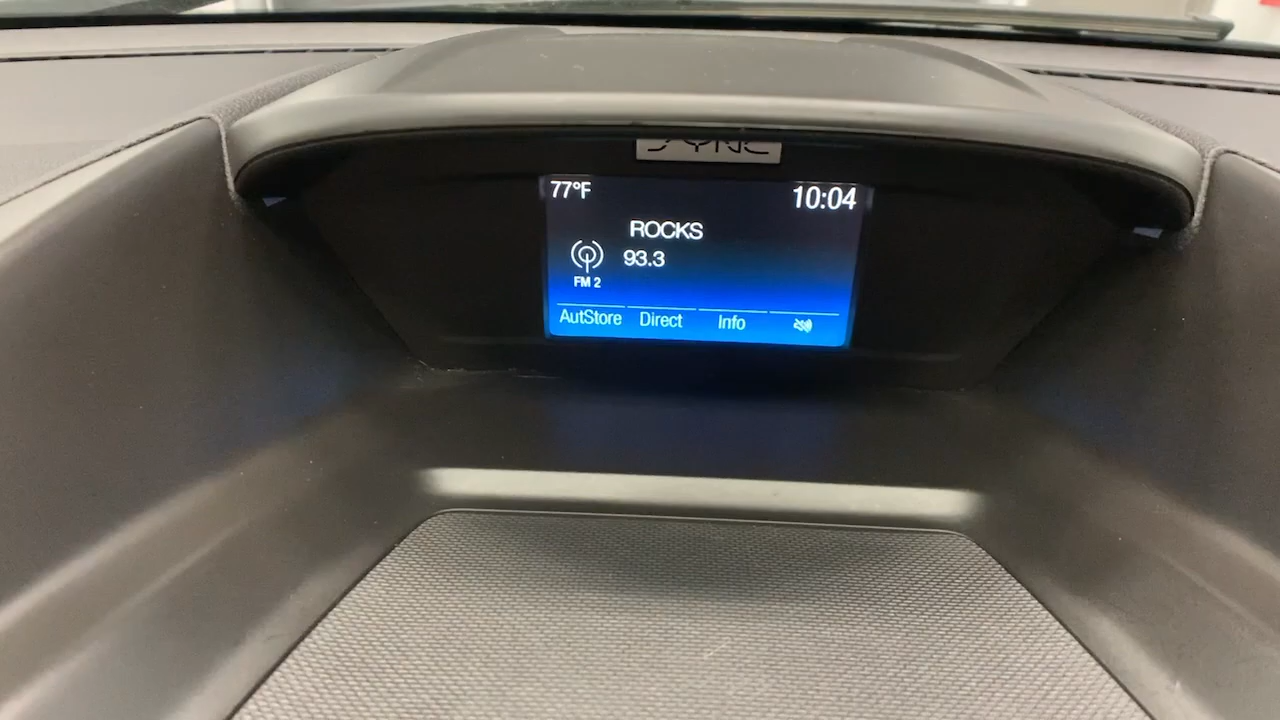 SYNC
77°F 10:04
ROCKS
93.3
FM 2
AutStore Direct Info